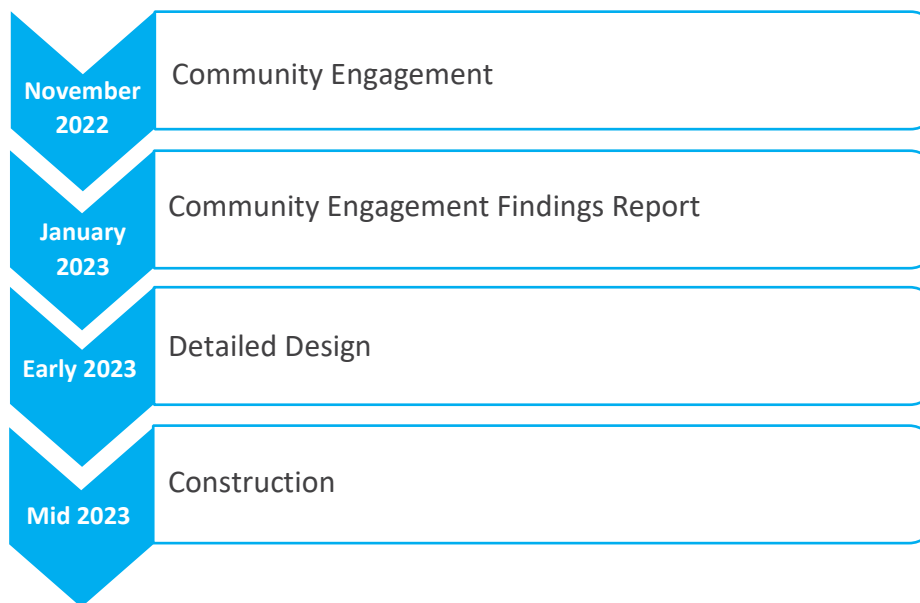 November
2022
Community Engagement
January
2023
Community Engagement Findings Report
Early 2023
Detailed Design
Mid 2023
Construction